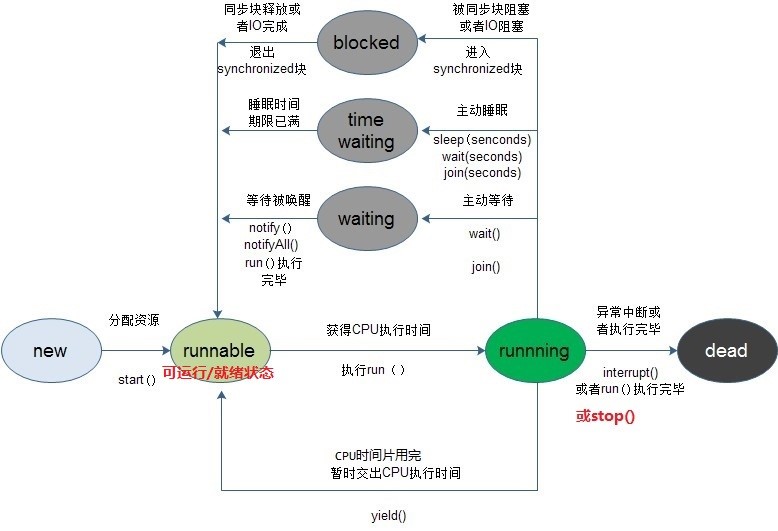 同步块释放或
者IO完成
blocked
被同步块阻塞
或者IO阻塞
退出
synchronized块
进入
synchronized块
睡眠时间
期限已满
time
waiting
主动睡眠
sleep(senconds)
wait(seconds)
join(seconds)
等待被唤醒
waiting
主动等待
notify()
notifyAll()
run()执行
完毕
wait()
join()
分配资源
获得CPU执行时间
异常中断或
者执行完毕
new
runnable
runnning
dead
start()
可运行/就绪状态
执行run（）
interrupt()
或者run()执行完毕
或stop()
CPU时间片用完
暂时交出CPU执行时间
yield()